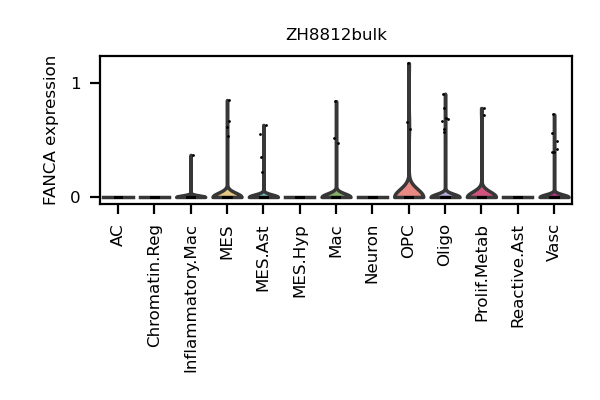 ZH8812bulk
FANCA expression
1
0
AC
Chromatin.Reg
Inflammatory.Mac
MES
MES.Ast
MES.Hyp
Mac
Neuron
OPC
Oligo
Prolif.Metab
Reactive.Ast
Vasc